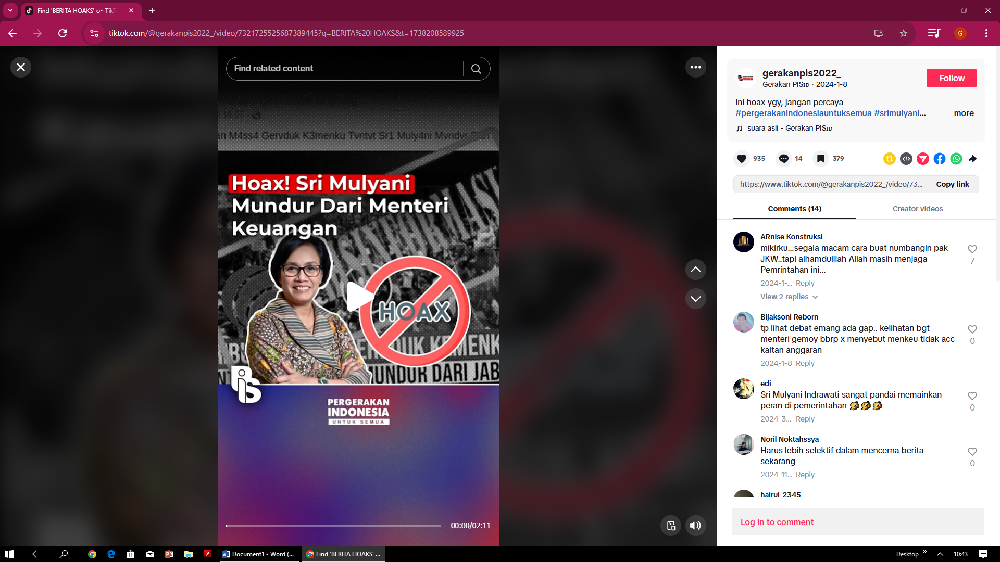 Find 'BERITA HOAKS' on TikT
tiktok.com/@gerakanpis2022_/video/7321725525687389445?q=BERITA%20HOAKS&t=1738208589925
G
Find related content
an M4ss4 Gervduk K3menku Tvntvt Sr1 Muly4ni Mvndvr Dari
Hoax! Sri Mulyani
Mundur Dari Menteri
Keuangan
HOAX
MUNDUR DARI JAB
BIS
PERGERAKAN
INDONESIA
UNTUK SEMUA
00:00/02:11
gerakanpis2022_
Gerakan PISɪᴅ · 2024-1-8
Follow
Ini hoax ygy, jangan percaya
#pergerakanindonesiauntuksemua #srimulyani...
more
suara asli - Gerakan PISɪᴅ
935
14
379
https://www.tiktok.com/@gerakanpis2022_/video/73...
Copy link
Comments (14)
Creator videos
ARnise Konstruksi
mikirku...segala macam cara buat numbangin pak
JKW..tapi alhamdulilah Allah masih menjaga
Pemrintahan ini...
7
2024-1-... Reply
View 2 replies
Bijaksoni Reborn
tp lihat debat emang ada gap.. kelihatan bgt
menteri gemoy bbrp x menyebut menkeu tidak acc
kaitan anggaran
0
2024-1-8 Reply
edi
Sri Mulyani Indrawati sangat pandai memainkan
peran di pemerintahan 🤣🤣🤣
0
2024-3... Reply
Noril Noktahssya
Harus lebih selektif dalam mencerna berita
sekarang
0
2024-11... Reply
hairul_2345
Log in to comment
Document1 - Word (...
Find 'BERITA HOAKS' ...
Desktop
10:43